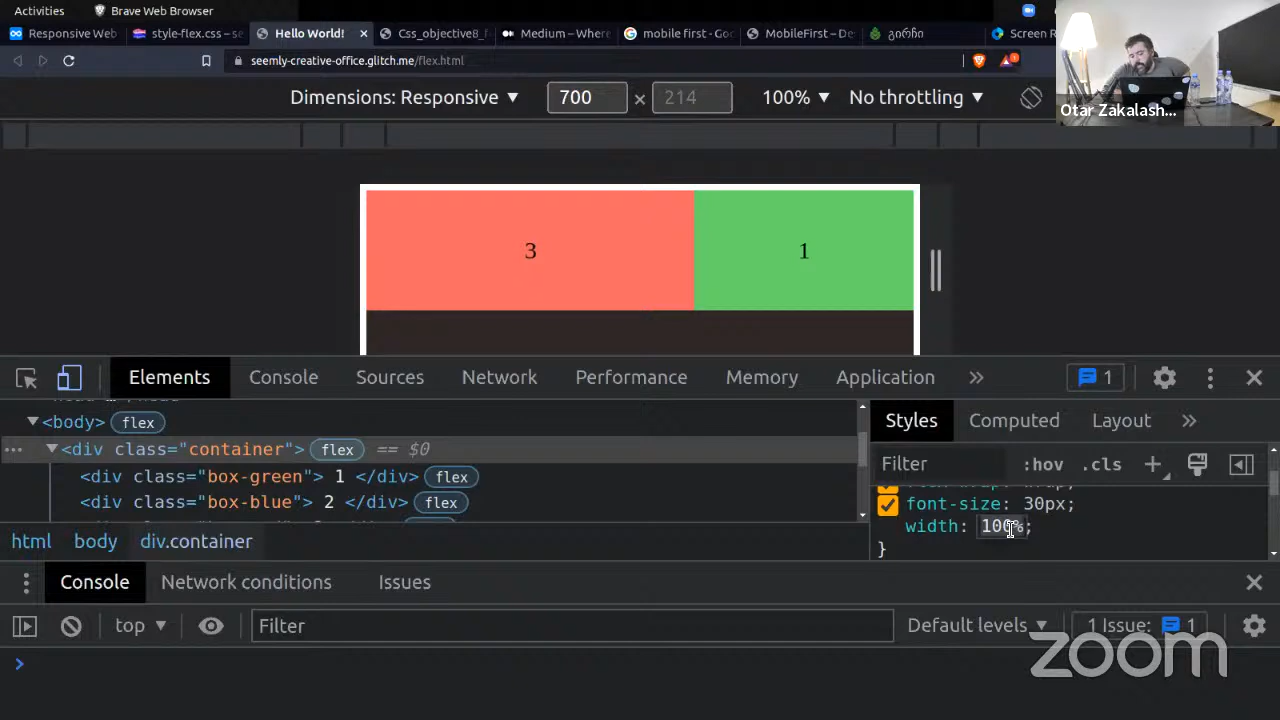 Activities
Brave Web Browser
Responsive Web
style-flex.css – se
Hello World!
Css_objective8_f
Medium – Where
mobile first - Goo
MobileFirst – De
გირჩი
Screen R
seemly-creative-office.glitch.me/flex.html
1
Dimensions: Responsive
700
×
214
100%
No throttling
Otar Zakalash...
3
1
Elements
Console
Sources
Network
Performance
Memory
Application
1
<body>
flex
<div class="container">
flex
== $0
<div class="box-green"> 1 </div>
flex
<div class="box-blue"> 2 </div>
flex
html
body
div.container
Styles
Computed
Layout
Filter
:hov
.cls
font-size: 30px;
width: 100%;
}
Console
Network conditions
Issues
top
Filter
Default levels
1 Issue:
1
zoom